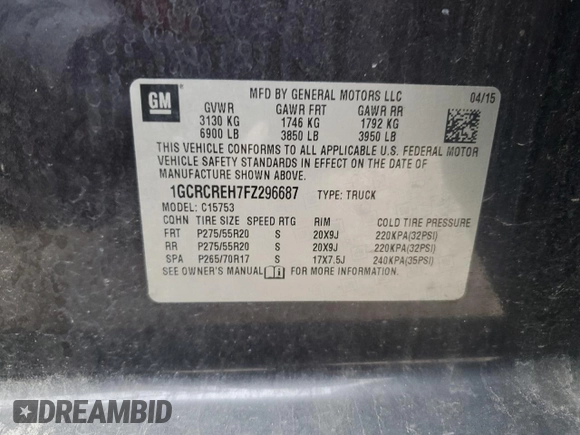 GM
MFD BY GENERAL MOTORS LLC 04/15
GVWR GAWR FRT GAWR RR
3130 KG 1746 KG 1792 KG
6900 LB 3850 LB 3950 LB
THIS VEHICLE CONFORMS TO ALL APPLICABLE U.S. FEDERAL MOTOR
VEHICLE SAFETY STANDARDS IN EFFECT ON THE DATE OF
MANUFACTURE SHOWN ABOVE.
1GCRCREH7FZ296687 TYPE: TRUCK
MODEL: C15753
CQHN TIRE SIZE SPEED RTG RIM COLD TIRE PRESSURE
FRT P275/55R20 S 20X9J 220KPA(32PSI)
RR P275/55R20 S 20X9J 220KPA(32PSI)
SPA P265/70R17 S 17X7.5J 240KPA(35PSI)
SEE OWNER'S MANUAL FOR MORE INFORMATION
DREAMBID